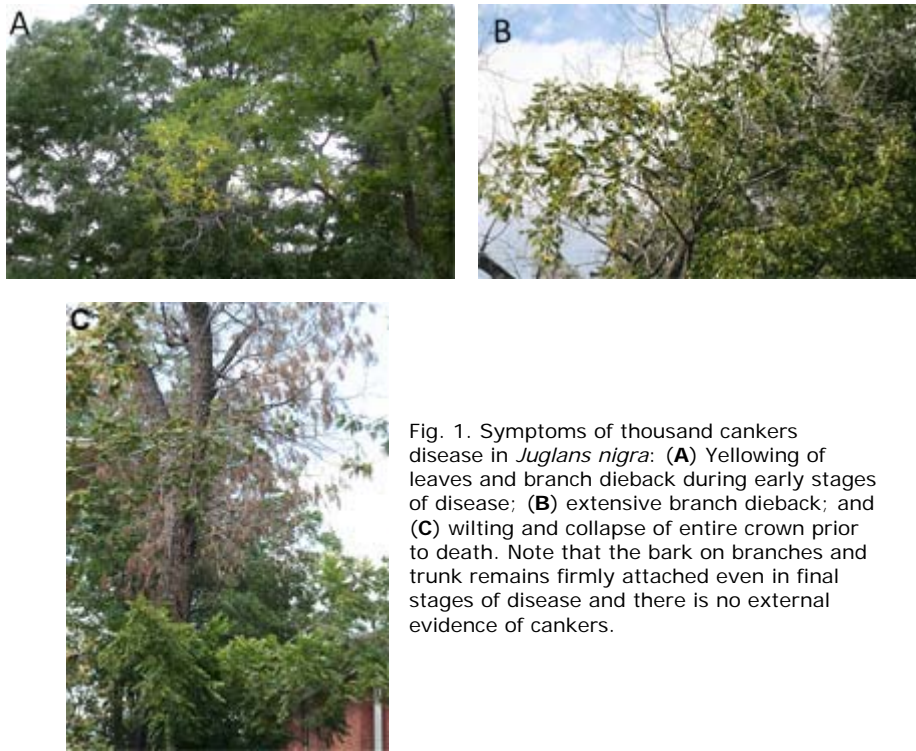 A
B
C
Fig. 1. Symptoms of thousand cankers
disease in Juglans nigra: (A) Yellowing of
leaves and branch dieback during early stages
of disease; (B) extensive branch dieback; and
(C) wilting and collapse of entire crown prior
to death. Note that the bark on branches and
trunk remains firmly attached even in final
stages of disease and there is no external
evidence of cankers.